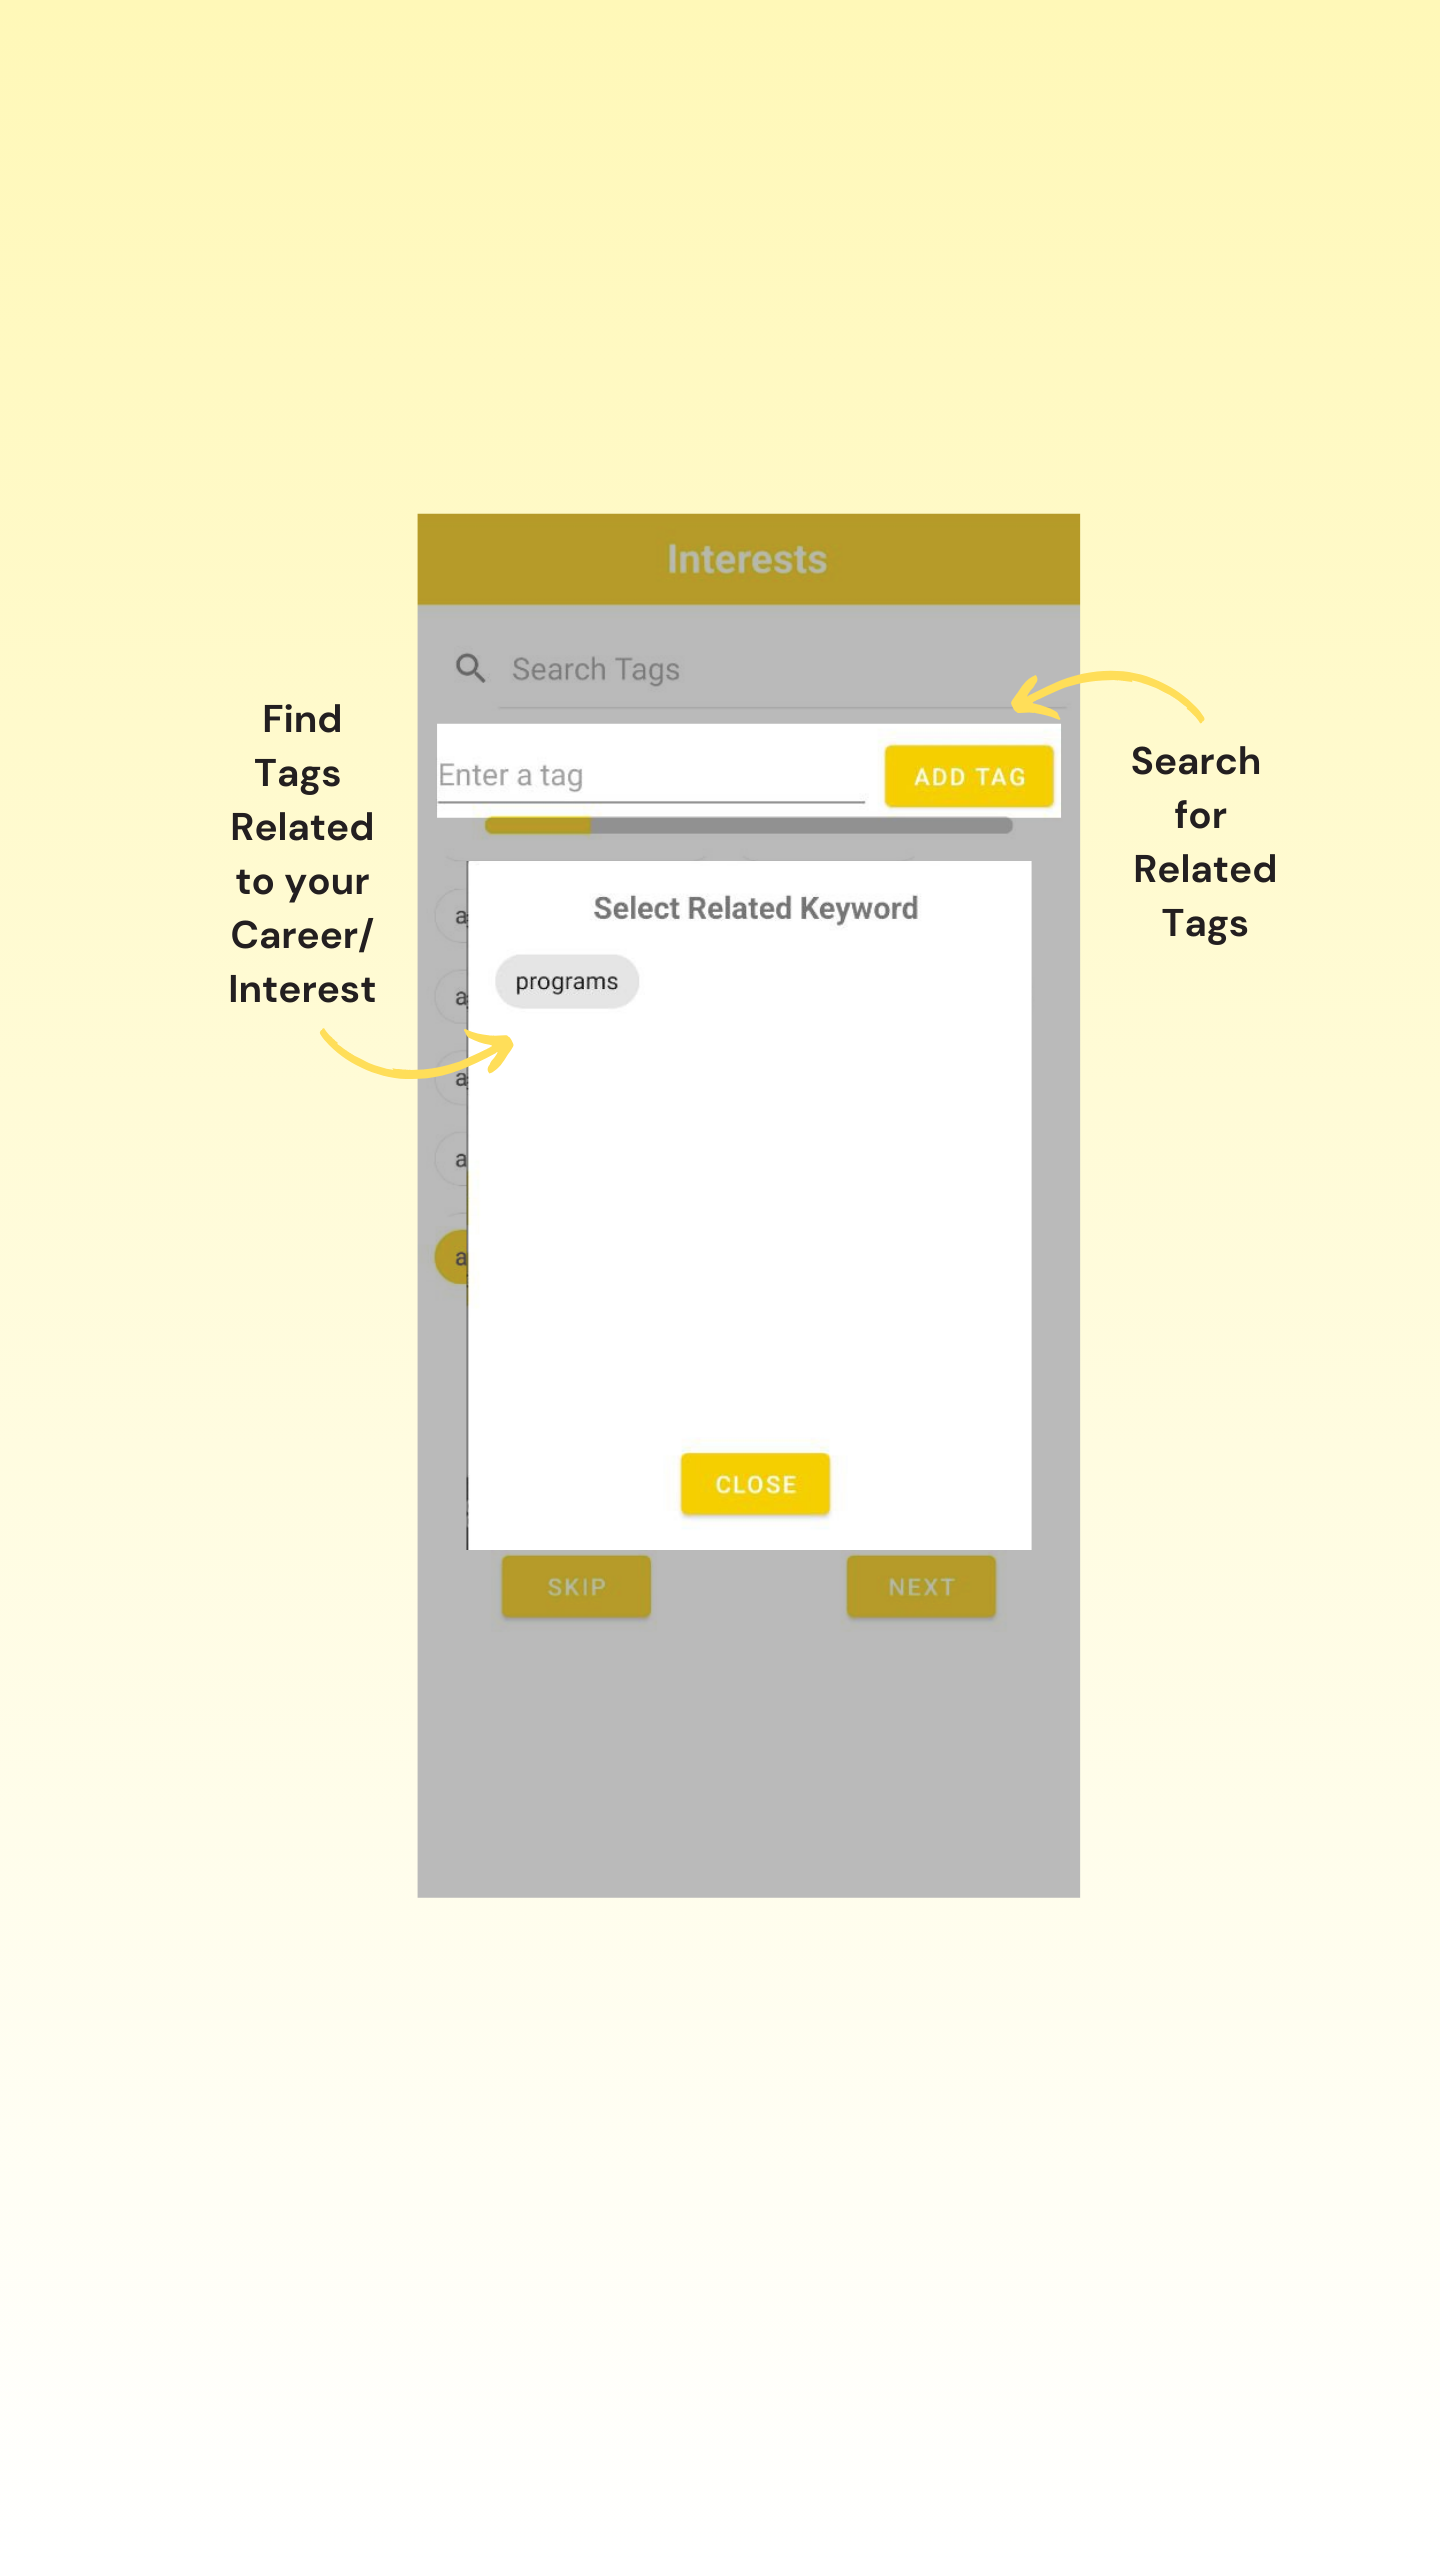 Interests
Search Tags
Enter a tag
ADD TAG
Find
Tags
Related
to your
Career/
Interest
Search
for
Related
Tags
Select Related Keyword
programs
a
a
a
a
a
CLOSE
SKIP
NEXT